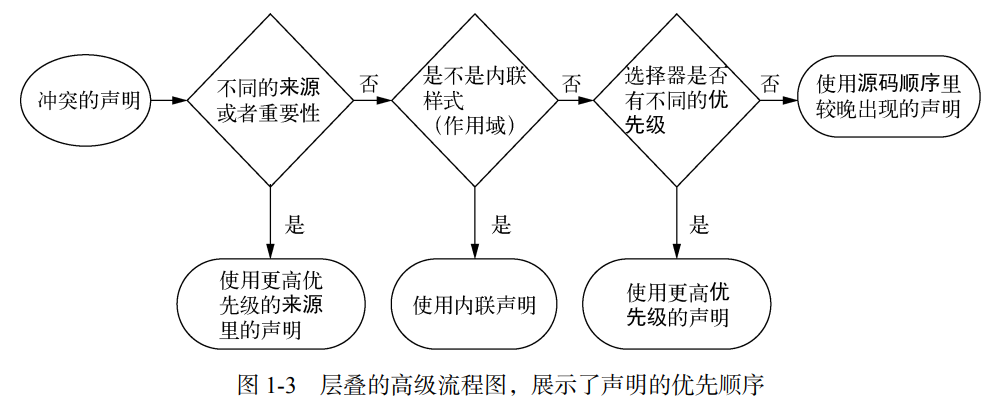 冲突的声明
不同的来源
或者重要性
否
是不是内联
样式
（作用域）
否
选择器是否
有不同的优
先级
否
使用源码顺序里
较晚出现的声明
是
是
是
使用更高优
先级的来源
里的声明
使用内联声明
使用更高优
先级的声明
图 1-3 层叠的高级流程图，展示了声明的优先顺序